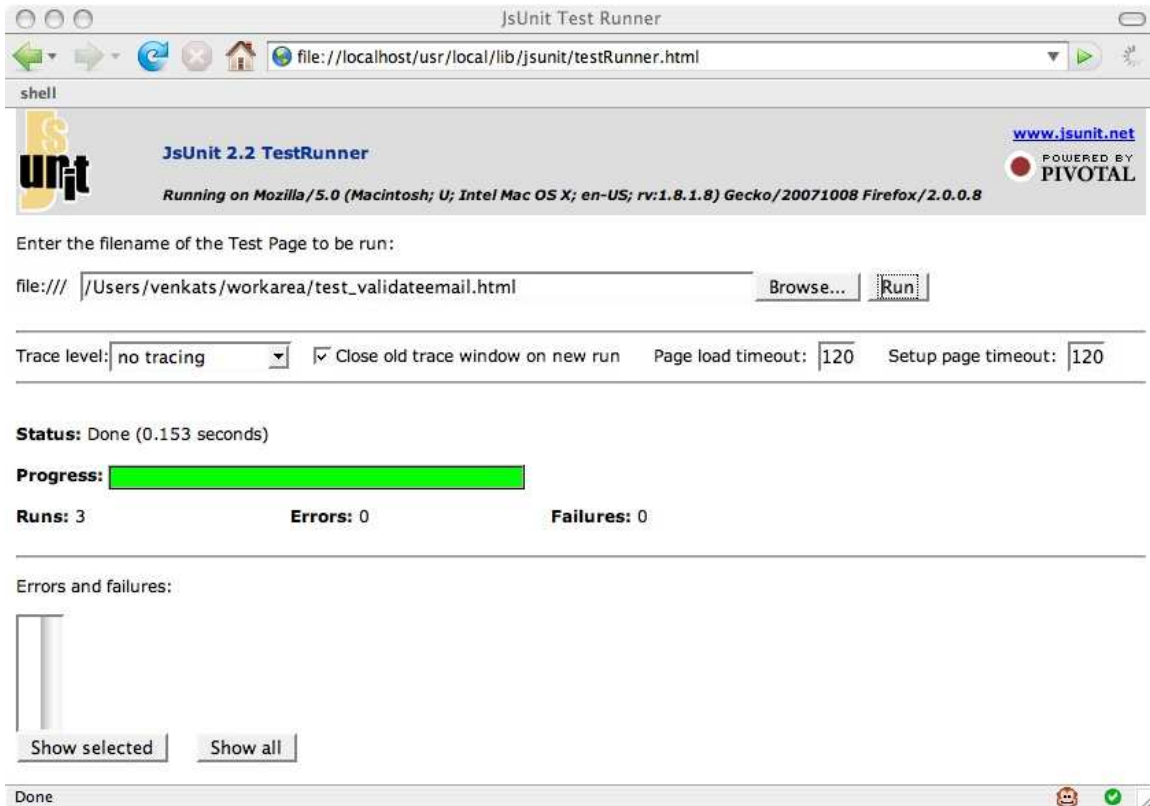 JsUnit Test Runner
file://localhost/usr/local/lib/jsunit/testRunner.html
shell
Js Unit
JsUnit 2.2 TestRunner
www.jsunit.net
POWERED BY
PIVOTAL
Running on Mozilla/5.0 (Macintosh; U; Intel Mac OS X; en-US; rv:1.8.1.8) Gecko/20071008 Firefox/2.0.0.8
Enter the filename of the Test Page to be run:
file:/// /Users/venkats/workarea/test_validateemail.html Browse... Run
Trace level: no tracing Close old trace window on new run Page load timeout: 120 Setup page timeout: 120
Status: Done (0.153 seconds)
Progress:
Runs: 3 Errors: 0 Failures: 0
Errors and failures:
Show selected Show all
Done